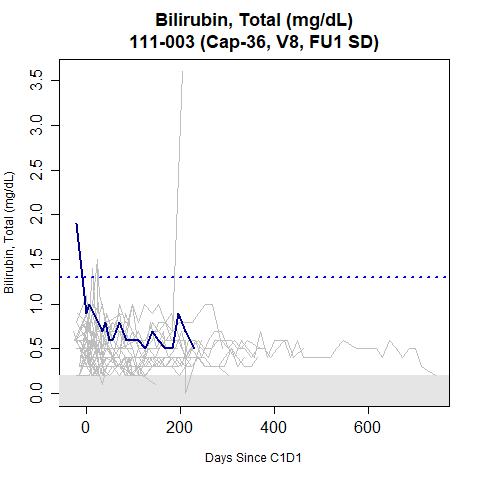 Bilirubin, Total (mg/dL)
111-003 (Cap-36, V8, FU1 SD)
Bilirubin, Total (mg/dL)
3.5
3.0
2.5
2.0
1.5
1.0
0.5
0.0
0 200 400 600
Days Since C1D1